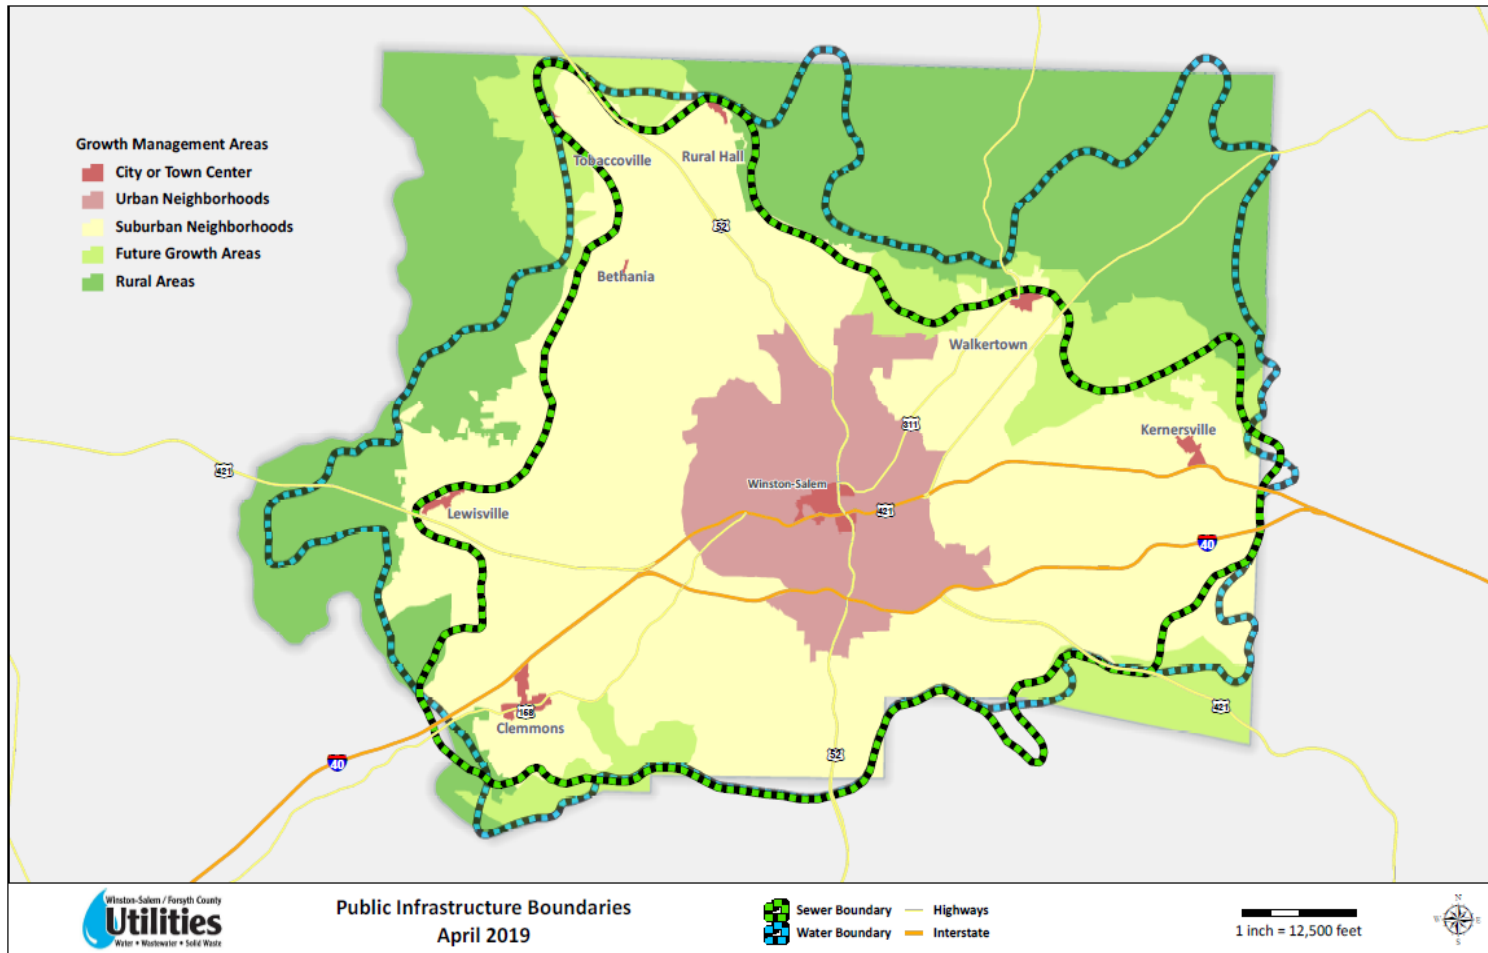 Growth Management Areas
City or Town Center
Urban Neighborhoods
Suburban Neighborhoods
Future Growth Areas
Rural Areas
Tobaccoville
Rural Hall
52
Bethania
Walkertown
311
Kernersville
421
Winston-Salem
Lewisville
421
40
158
Clemmons
421
52
40
Winston-Salem / Forsyth County
Utilities
Water • Wastewater • Solid Waste
Public Infrastructure Boundaries
April 2019
Sewer Boundary
Water Boundary
Highways
Interstate
1 inch = 12,500 feet
N
W
E
S